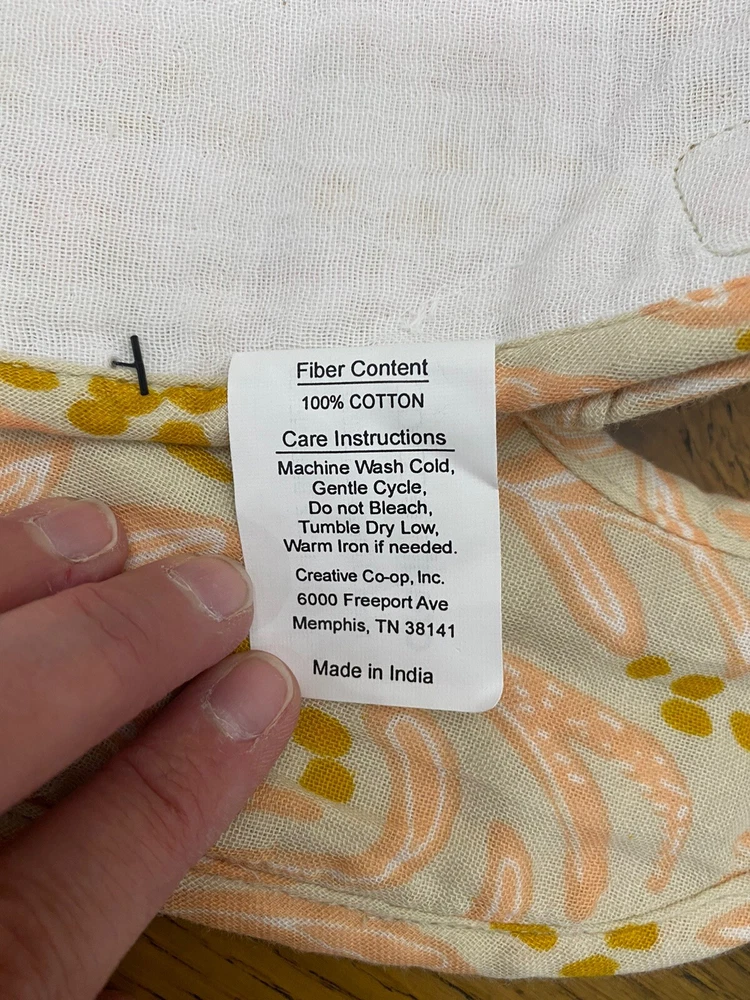 Fiber Content
100% COTTON
Care Instructions
Machine Wash Cold,
Gentle Cycle,
Do not Bleach,
Tumble Dry Low,
Warm Iron if needed.
Creative Co-op, Inc.
6000 Freeport Ave
Memphis, TN 38141
Made in India